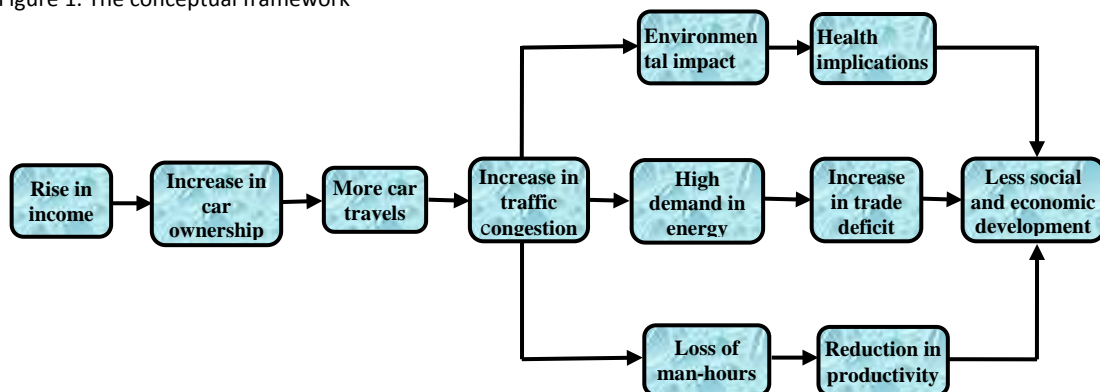 Figure 1: The conceptual framework
Environmen
tal impact
Health
implications
Rise in
income
Increase in
car
ownership
More car
travels
Increase in
traffic
congestion
High
demand in
energy
Increase
in trade
deficit
Less social
and economic
development
Loss of
man-hours
Reduction in
productivity